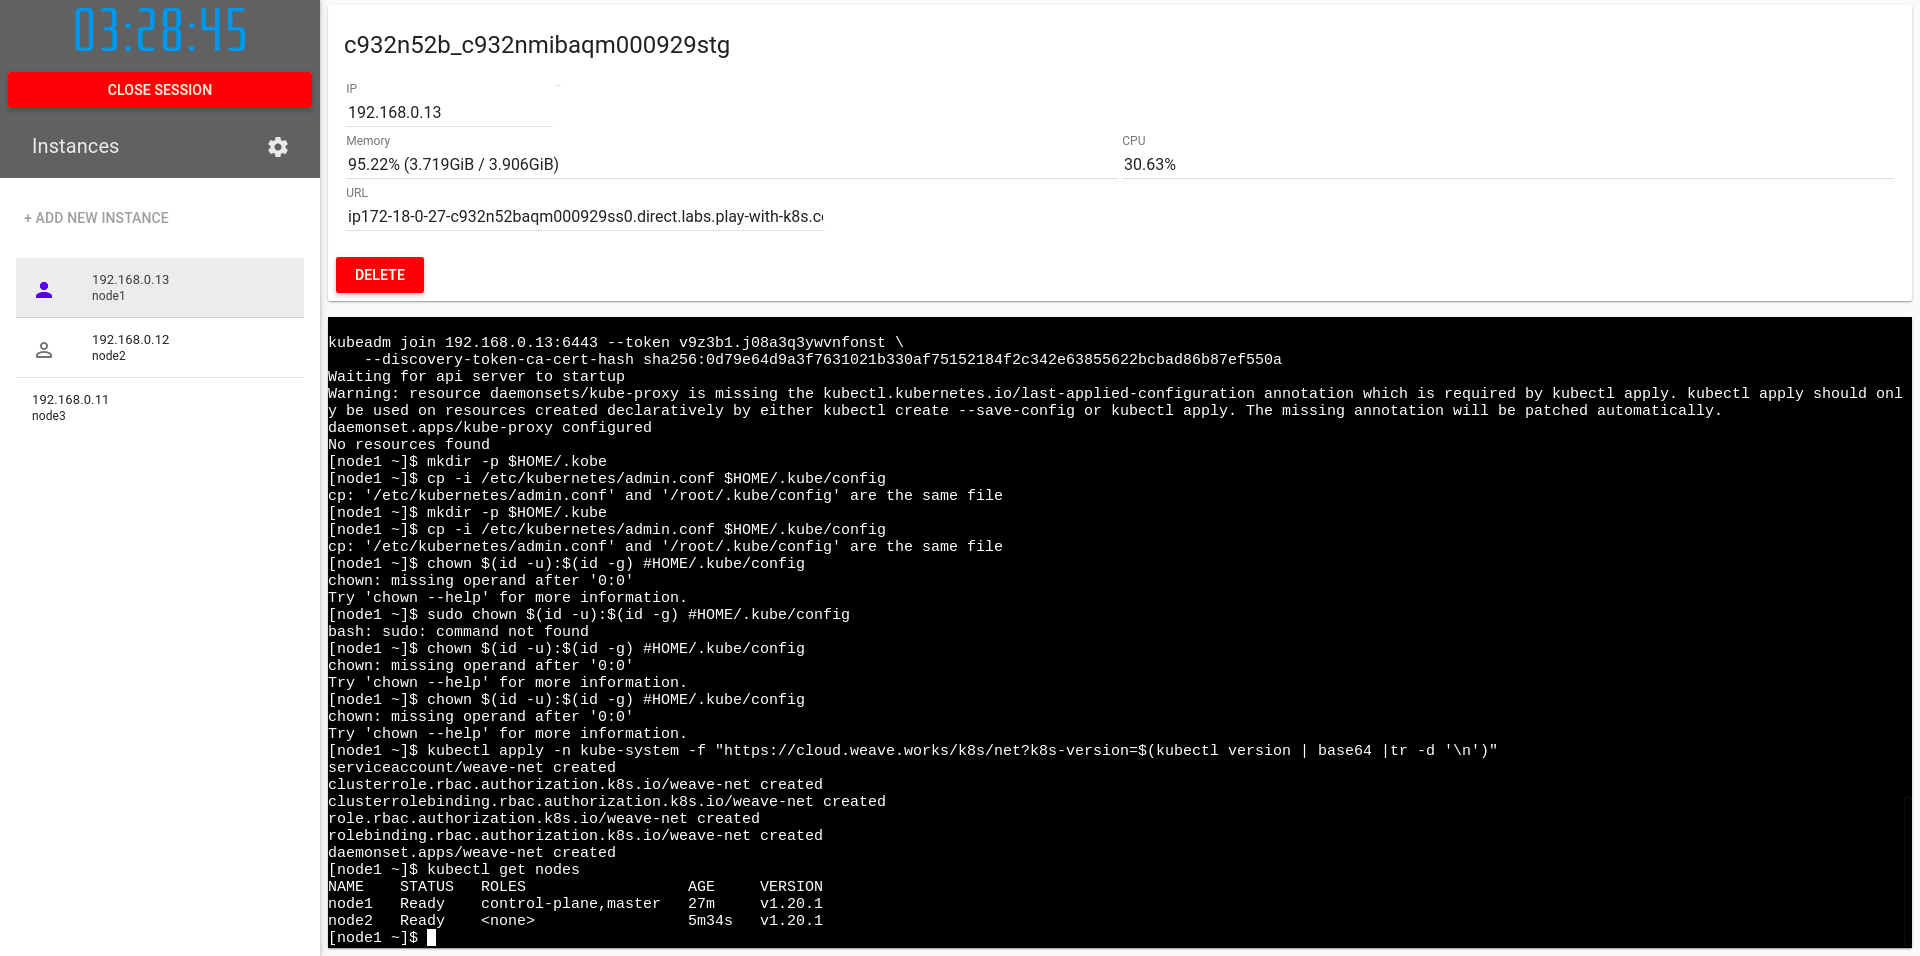 03:28:45
CLOSE SESSION
Instances
+ ADD NEW INSTANCE
192.168.0.13
node1
192.168.0.12
node2
192.168.0.11
node3
c932n52b_c932nmibaqm000929stg
IP
192.168.0.13
Memory
95.22% (3.719GiB / 3.906GiB)
CPU
30.63%
URL
ip172-18-0-27-c932n52baqm000929ss0.direct.labs.play-with-k8s.c
DELETE
kubeadm join 192.168.0.13:6443 --token v9z3b1.j08a3q3ywvnfonst \
    --discovery-token-ca-cert-hash sha256:0d79e64d9a3f7631021b330af75152184f2c342e63855622bcbad86b87ef550a
Waiting for api server to startup
Warning: resource daemonsets/kube-proxy is missing the kubectl.kubernetes.io/last-applied-configuration annotation which is required by kubectl apply. kubectl apply should onl
y be used on resources created declaratively by either kubectl create --save-config or kubectl apply. The missing annotation will be patched automatically.
daemonset.apps/kube-proxy configured
No resources found
[node1 ~]$ mkdir -p $HOME/.kobe
[node1 ~]$ cp -i /etc/kubernetes/admin.conf $HOME/.kube/config
cp: '/etc/kubernetes/admin.conf' and '/root/.kube/config' are the same file
[node1 ~]$ mkdir -p $HOME/.kube
[node1 ~]$ cp -i /etc/kubernetes/admin.conf $HOME/.kube/config
cp: '/etc/kubernetes/admin.conf' and '/root/.kube/config' are the same file
[node1 ~]$ chown $(id -u):$(id -g) #HOME/.kube/config
chown: missing operand after '0:0'
Try 'chown --help' for more information.
[node1 ~]$ sudo chown $(id -u):$(id -g) #HOME/.kube/config
bash: sudo: command not found
[node1 ~]$ chown $(id -u):$(id -g) #HOME/.kube/config
chown: missing operand after '0:0'
Try 'chown --help' for more information.
[node1 ~]$ chown $(id -u):$(id -g) #HOME/.kube/config
chown: missing operand after '0:0'
Try 'chown --help' for more information.
[node1 ~]$ kubectl apply -n kube-system -f "https://cloud.weave.works/k8s/net?k8s-version=$(kubectl version | base64 |tr -d '\n')"
serviceaccount/weave-net created
clusterrole.rbac.authorization.k8s.io/weave-net created
clusterrolebinding.rbac.authorization.k8s.io/weave-net created
role.rbac.authorization.k8s.io/weave-net created
rolebinding.rbac.authorization.k8s.io/weave-net created
daemonset.apps/weave-net created
[node1 ~]$ kubectl get nodes
NAME    STATUS   ROLES                  AGE     VERSION
node1   Ready    control-plane,master   27m     v1.20.1
node2   Ready    <none>                 5m34s   v1.20.1
[node1 ~]$